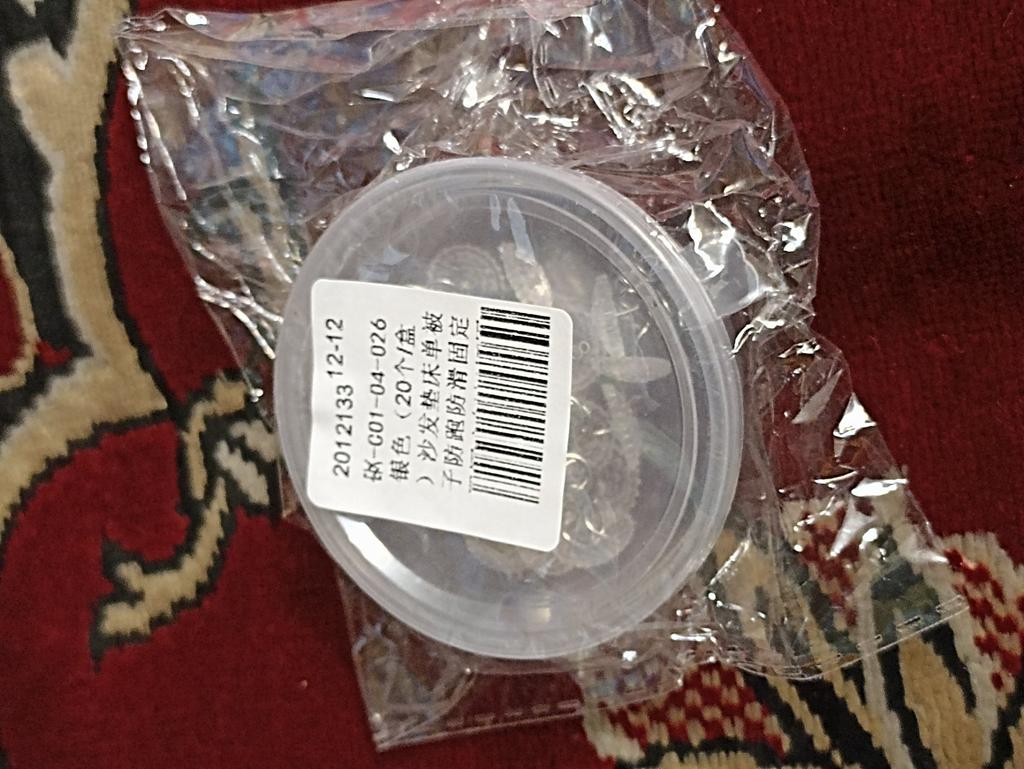 2012133 12-12
砍-C01-04-026
银色（20个/盒
）沙发垫床单被
子防跑防滑固定